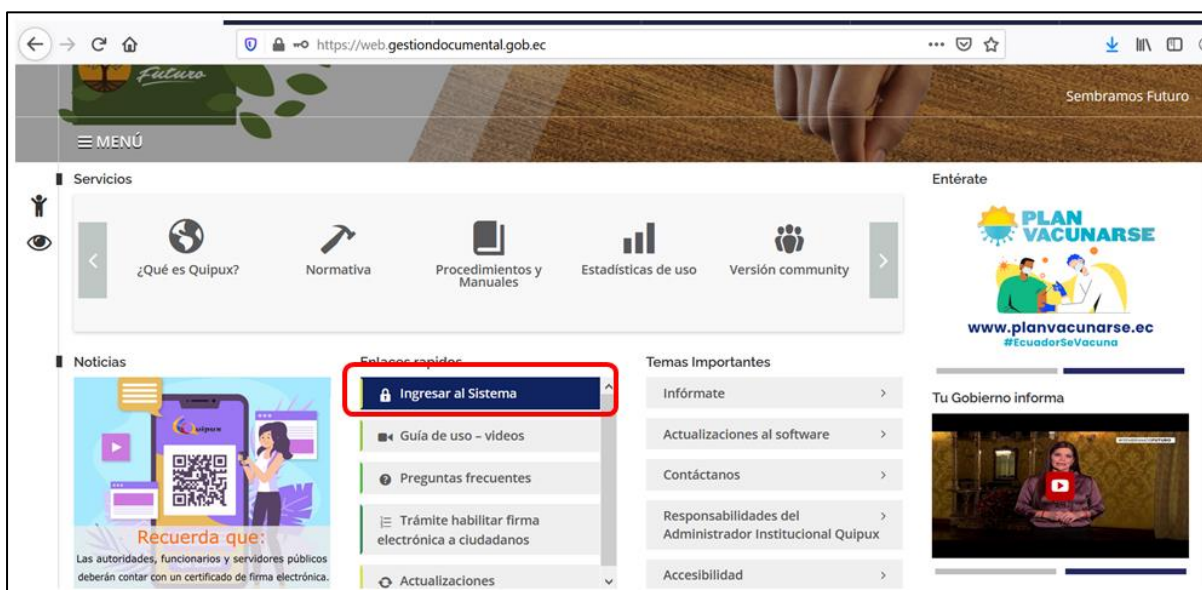 https://web.gestiondocumental.gob.ec
Futuro
Sembramos Futuro
MENÚ
Servicios
¿Qué es Quipux?
Normativa
Procedimientos y
Manuales
Estadísticas de uso
Versión community
Entérate
PLAN
VACUNARSE
www.planvacunarse.ec
#EcuadorSeVacuna
Noticias
Quipux
Recuerda que:
Las autoridades, funcionarios y servidores públicos
deberán contar con un certificado de firma electrónica.
Enlaces rapidos
Ingresar al Sistema
Guía de uso – videos
Preguntas frecuentes
Trámite habilitar firma
electrónica a ciudadanos
Actualizaciones
Temas Importantes
Infórmate
Actualizaciones al software
Contáctanos
Responsabilidades del
Administrador Institucional Quipux
Accesibilidad
Tu Gobierno informa